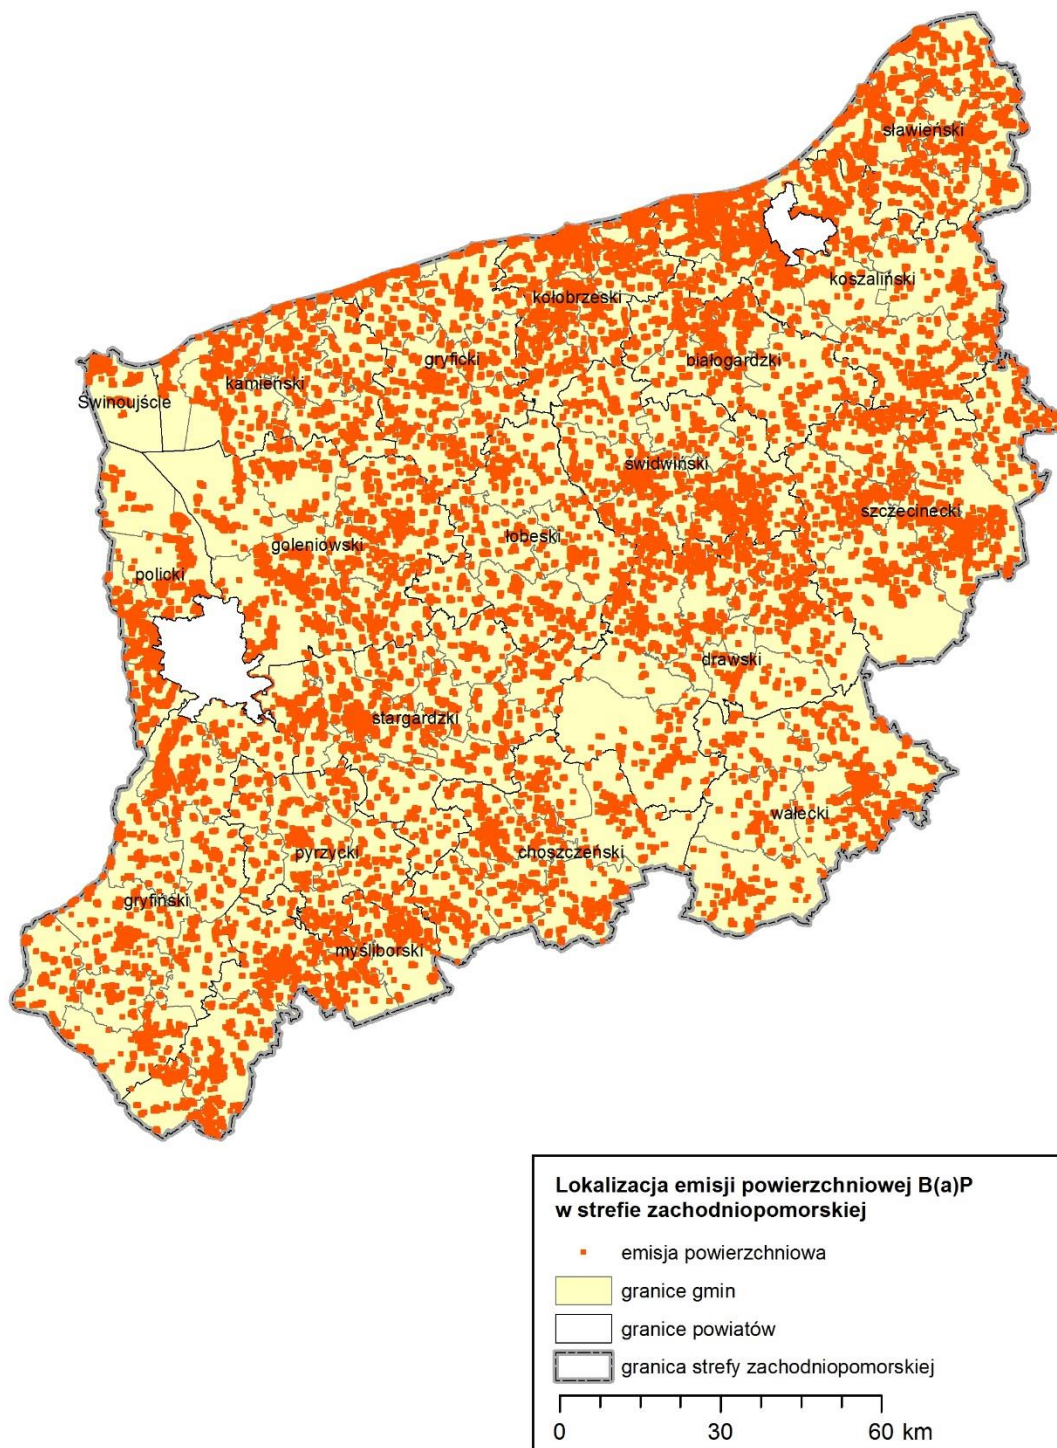 sławieński
koszaliński
kołobrzeski
białogardzki
gryficki
kamieński
Świnoujście
świdwiński
szczecinecki
łobeski
goleniowski
policki
drawski
stargardzki
wałecki
choszczeński
pyrzycki
gryfiński
myśliborski
Lokalizacja emisji powierzchniowej B(a)P
w strefie zachodniopomorskiej
emisja powierzchniowa
granice gmin
granice powiatów
granica strefy zachodniopomorskiej
0 30 60 km